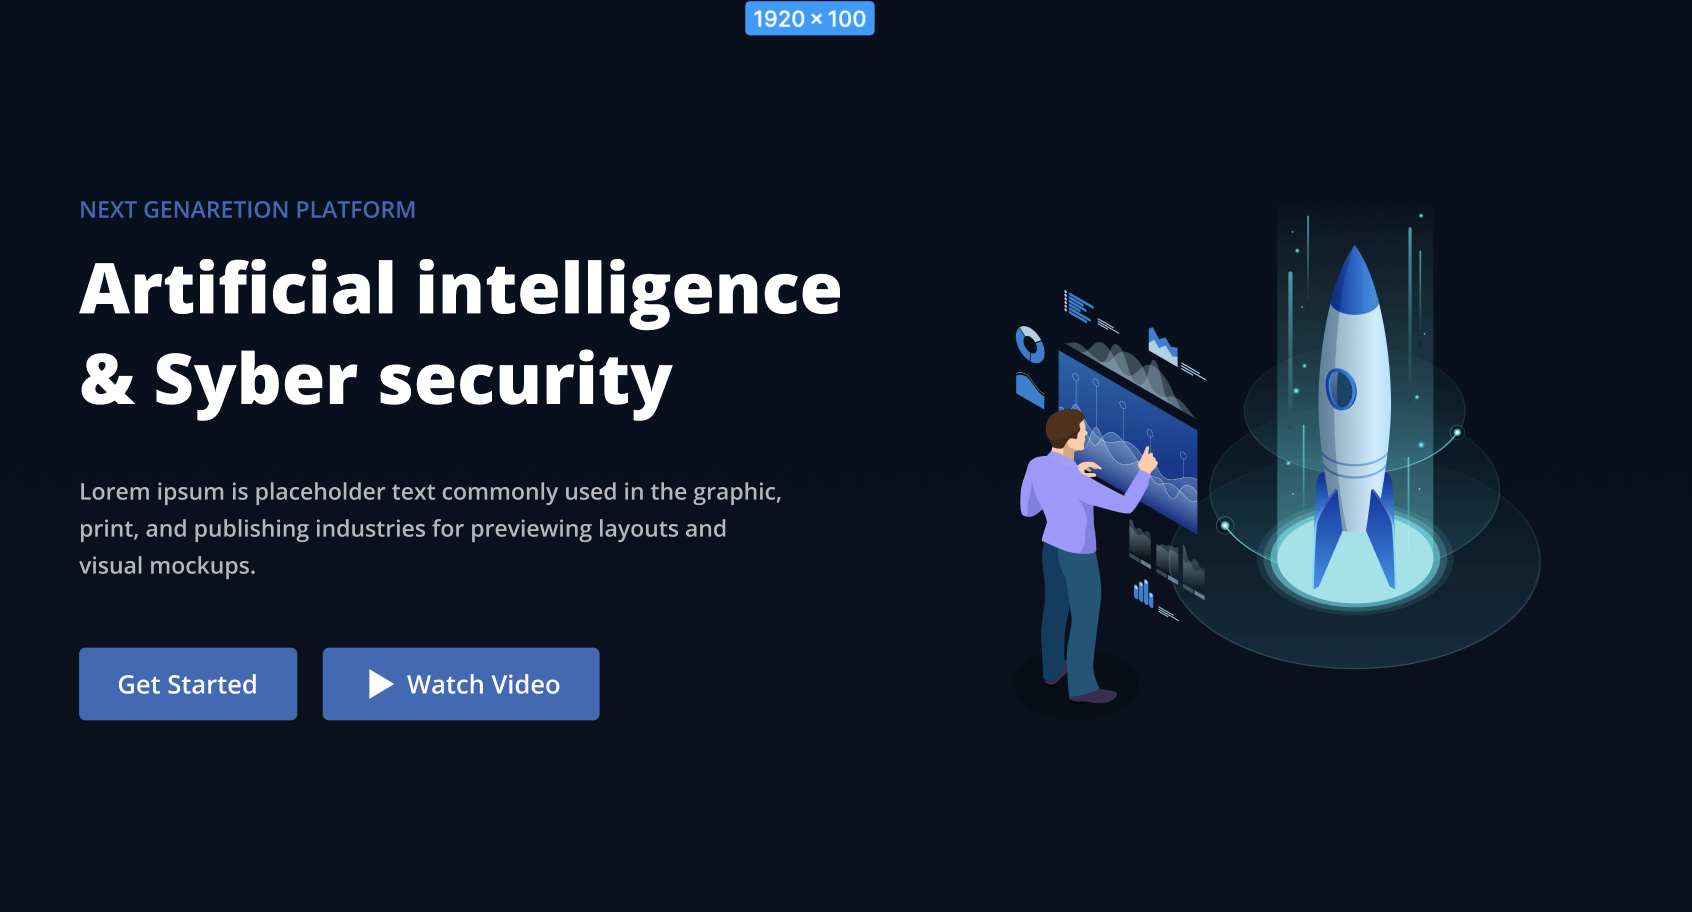 1920 × 100
NEXT GENARETION PLATFORM
Artificial intelligence
& Syber security
Lorem ipsum is placeholder text commonly used in the graphic,
print, and publishing industries for previewing layouts and
visual mockups.
Get Started
Watch Video